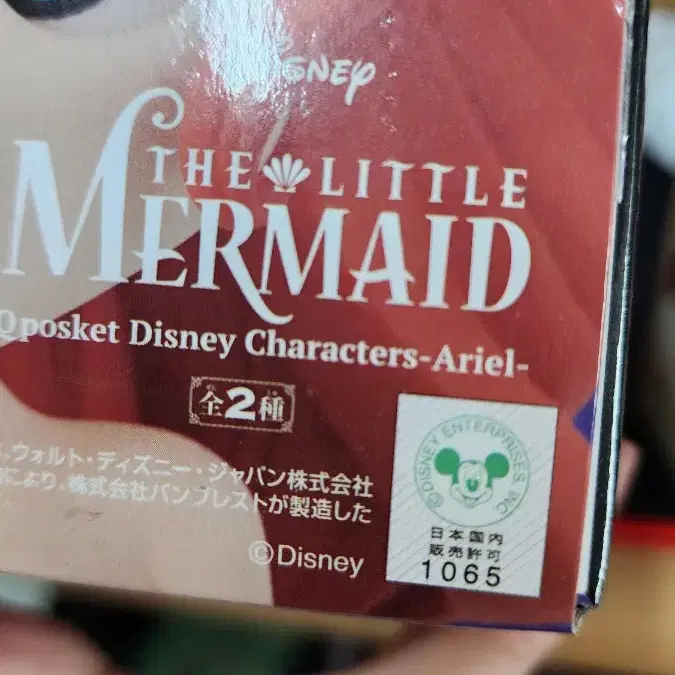 Disney
THE LITTLE
MERMAID
Qposket Disney Characters-Ariel-
全2種
ウォルト・ディズニー・ジャパン株式会社
により、株式会社バンプレストが製造した
©Disney
©DISNEY ENTERPRISES INC
日本国内
販売許可
1065